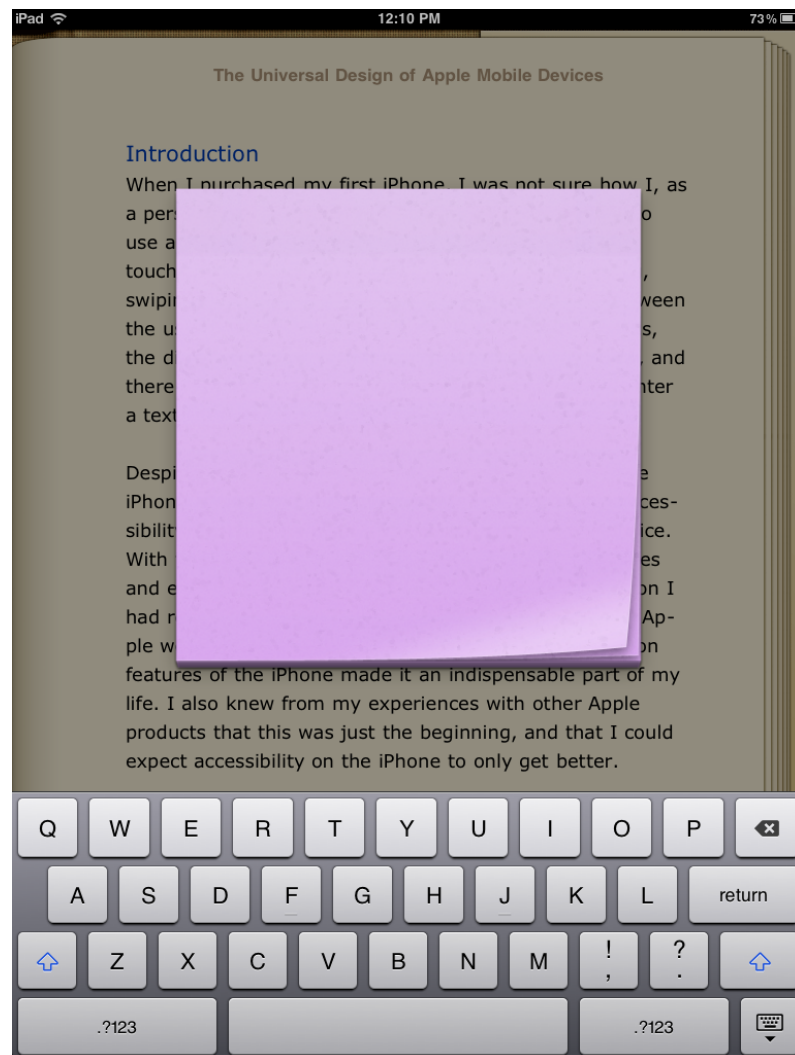 iPad 12:10 PM 73%
The Universal Design of Apple Mobile Devices
Introduction
When I purchased my first iPhone, I was not sure how I, as
a per o
use a
touch ,
swipi ween
the u s,
the d , and
there nter
a text
Despi e
iPhon ces-
sibilit ice.
With es
and e on I
had r Ap-
ple w on
features of the iPhone made it an indispensable part of my
life. I also knew from my experiences with other Apple
products that this was just the beginning, and that I could
expect accessibility on the iPhone to only get better.
Q W E R T Y U I O P
A S D F G H J K L return
Z X C V B N M ! , ? .
.?123 .?123